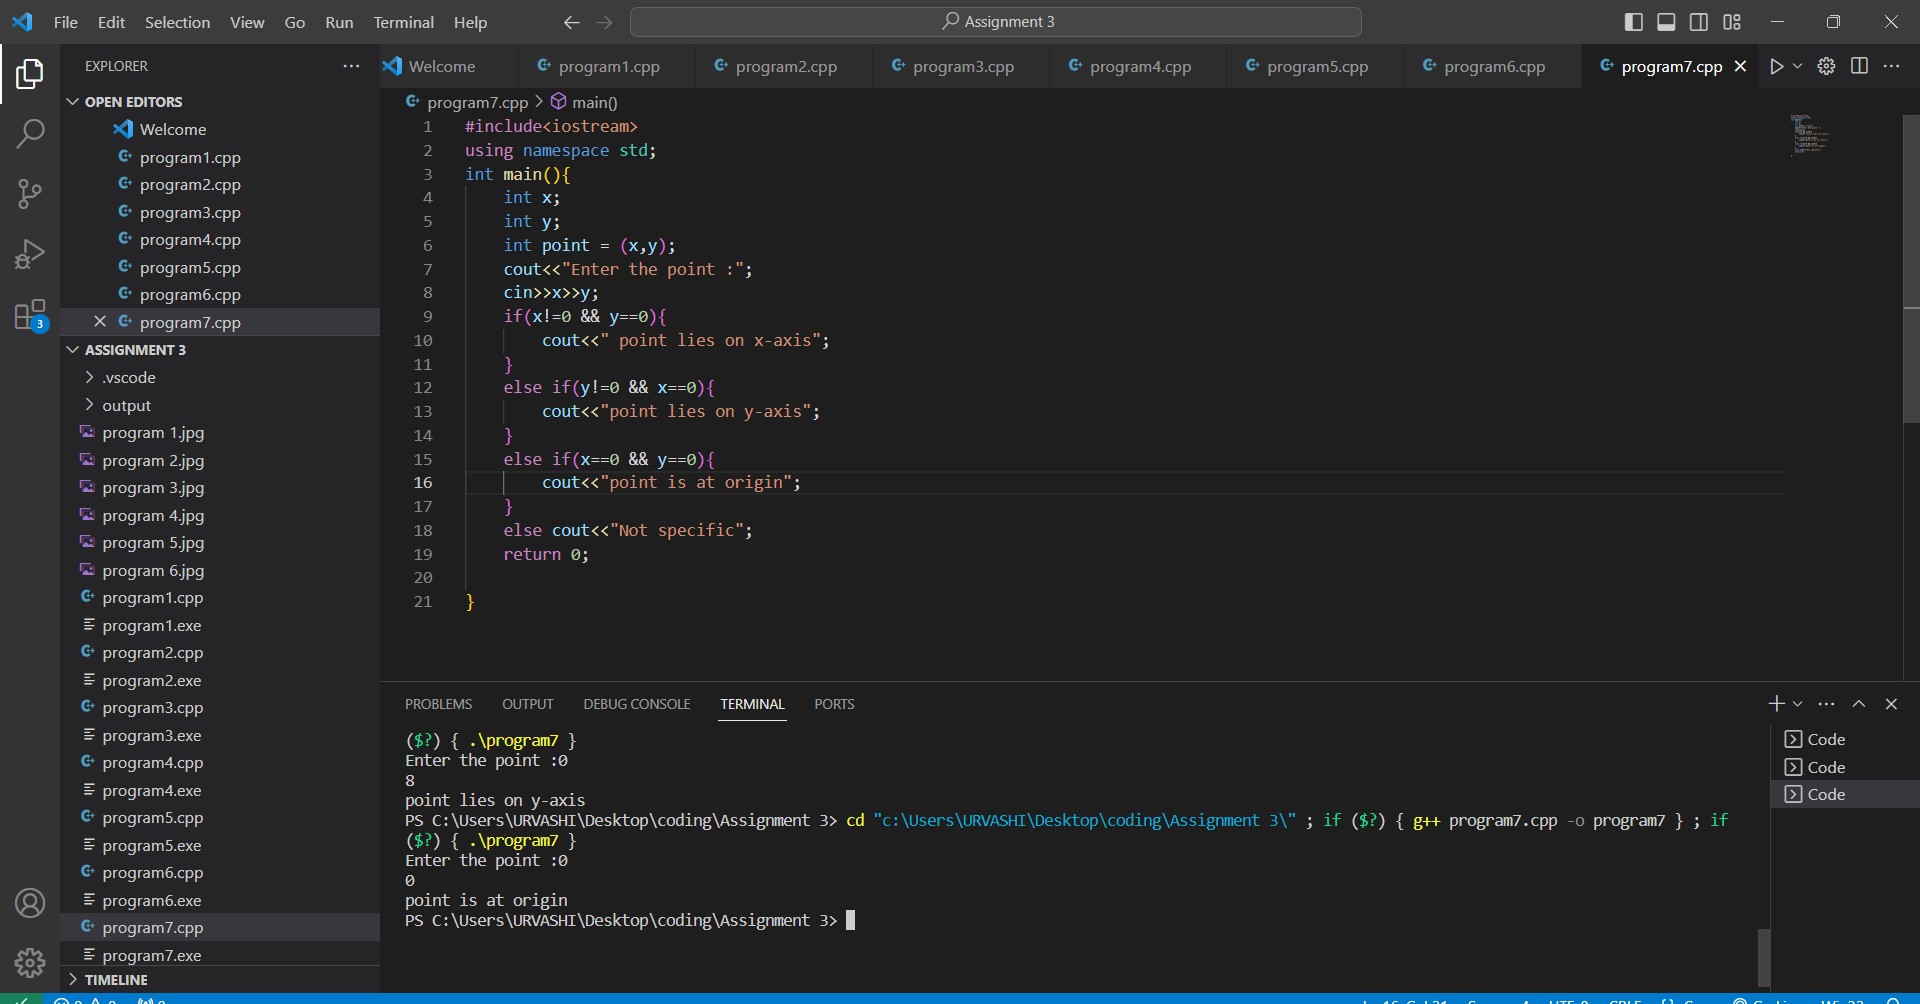 File Edit Selection View Go Run Terminal Help
Assignment 3
EXPLORER
OPEN EDITORS
Welcome
program1.cpp
program2.cpp
program3.cpp
program4.cpp
program5.cpp
program6.cpp
program7.cpp
ASSIGNMENT 3
.vscode
output
program 1.jpg
program 2.jpg
program 3.jpg
program 4.jpg
program 5.jpg
program 6.jpg
program1.cpp
program1.exe
program2.cpp
program2.exe
program3.cpp
program3.exe
program4.cpp
program4.exe
program5.cpp
program5.exe
program6.cpp
program6.exe
program7.cpp
program7.exe
TIMELINE
3
Welcome program1.cpp program2.cpp program3.cpp program4.cpp program5.cpp program6.cpp program7.cpp
program7.cpp > main()
1 #include<iostream>
2 using namespace std;
3 int main(){
4 int x;
5 int y;
6 int point = (x,y);
7 cout<<"Enter the point :";
8 cin>>x>>y;
9 if(x!=0 && y==0){
10 cout<<" point lies on x-axis";
11 }
12 else if(y!=0 && x==0){
13 cout<<"point lies on y-axis";
14 }
15 else if(x==0 && y==0){
16 cout<<"point is at origin";
17 }
18 else cout<<"Not specific";
19 return 0;
20
21 }
PROBLEMS OUTPUT DEBUG CONSOLE TERMINAL PORTS
($?) { .\program7 }
Enter the point :0
8
point lies on y-axis
PS C:\Users\URVASHI\Desktop\coding\Assignment 3> cd "c:\Users\URVASHI\Desktop\coding\Assignment 3\" ; if ($?) { g++ program7.cpp -o program7 } ; if
($?) { .\program7 }
Enter the point :0
0
point is at origin
PS C:\Users\URVASHI\Desktop\coding\Assignment 3>
Code
Code
Code